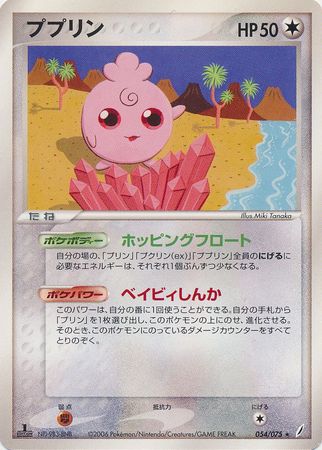 ププリン HP50
たね
Illus. Miki Tanaka
ポケボディー ホッピングフロート
自分の場の、「プリン」「プクリン(ex)」「ププリン」全員のにげるに
必要なエネルギーは、それぞれ1個ぶんずつ少なくなる。
ポケパワー ベイビィしんか
このパワーは、自分の番に1回使うことができる。自分の手札から
「プリン」を1枚選び出し、このポケモンの上にのせ、進化させる。
そのとき、このポケモンにのっているダメージカウンターをすべて
とりのぞく。
弱点 抵抗力 にげる
1
©2006 Pokémon/Nintendo/Creatures/GAME FREAK
054/075 ★